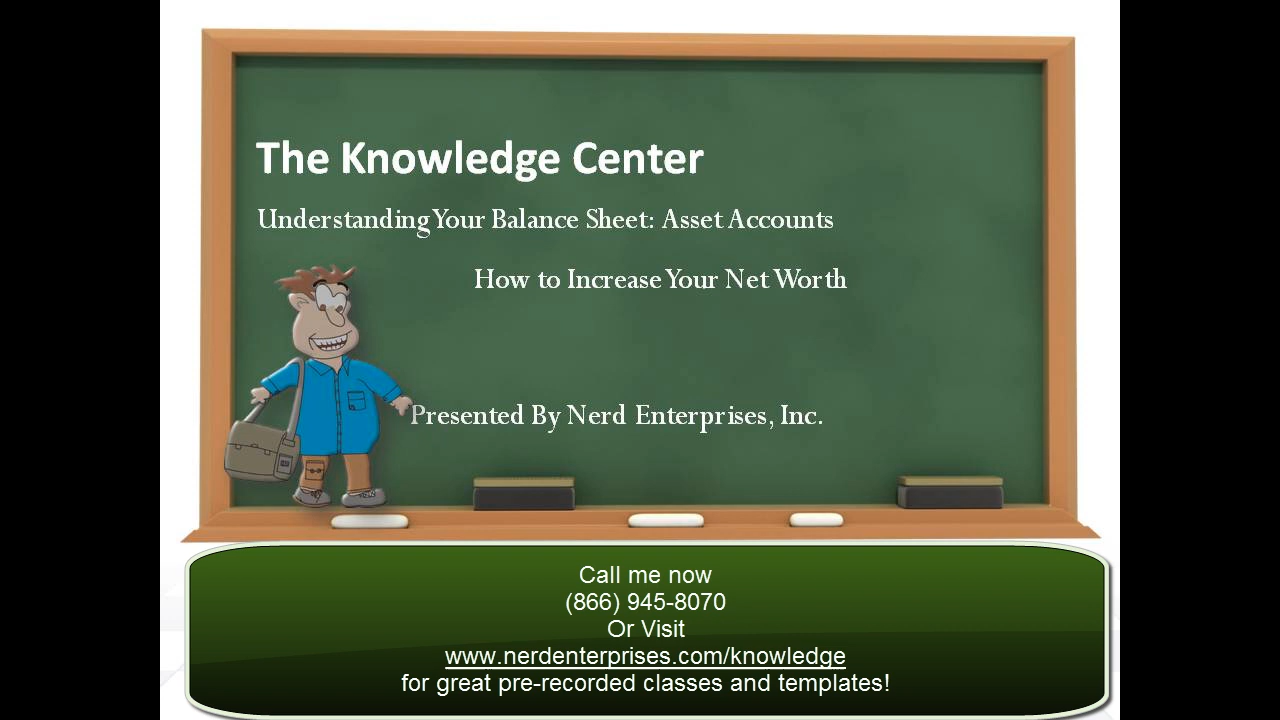 The Knowledge Center
Understanding Your Balance Sheet: Asset Accounts
How to Increase Your Net Worth
Presented By Nerd Enterprises, Inc.
Call me now
(866) 945-8070
Or Visit
www.nerdenterprises.com/knowledge
for great pre-recorded classes and templates!